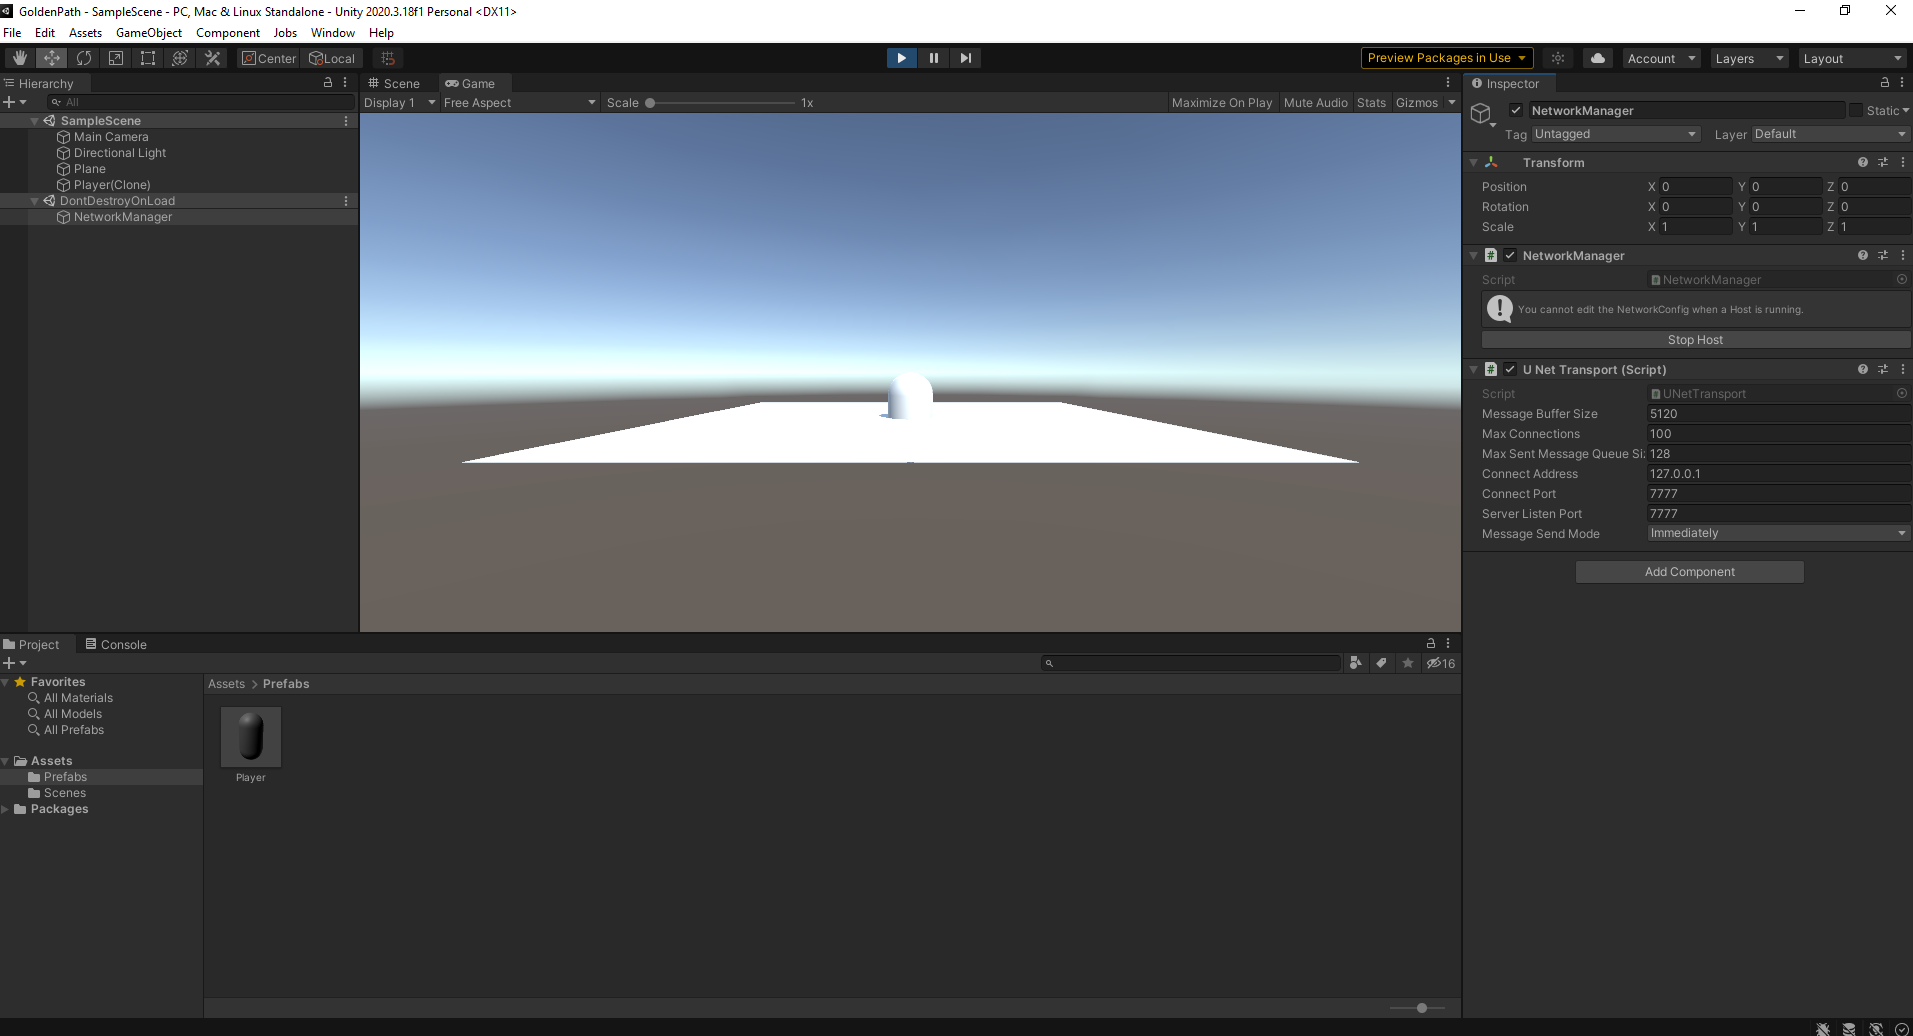 GoldenPath - SampleScene - PC, Mac & Linux Standalone - Unity 2020.3.18f1 Personal <DX11>
File Edit Assets GameObject Component Jobs Window Help
Center Local Preview Packages in Use Account Layers Layout
Hierarchy
All
SampleScene
Main Camera
Directional Light
Plane
Player(Clone)
DontDestroyOnLoad
NetworkManager
Scene Game
Display 1 Free Aspect Scale 1x Maximize On Play Mute Audio Stats Gizmos
Inspector
NetworkManager Static
Tag Untagged Layer Default
Transform
Position X 0 Y 0 Z 0
Rotation X 0 Y 0 Z 0
Scale X 1 Y 1 Z 1
# NetworkManager
Script NetworkManager
You cannot edit the NetworkConfig when a Host is running.
Stop Host
# U Net Transport (Script)
Script UNetTransport
Message Buffer Size 5120
Max Connections 100
Max Sent Message Queue Si: 128
Connect Address 127.0.0.1
Connect Port 7777
Server Listen Port 7777
Message Send Mode Immediately
Add Component
Project Console
16
Favorites
All Materials
All Models
All Prefabs
Assets
Prefabs
Scenes
Packages
Assets > Prefabs
Player